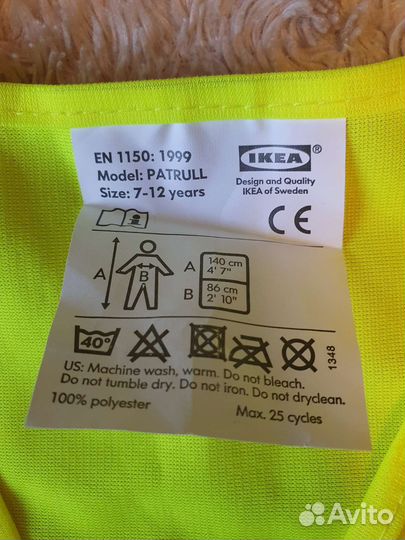 EN 1150: 1999
Model: PATRULL
Size: 7-12 years
IKEA®
Design and Quality
IKEA of Sweden
CE
i
A
B
A 140 cm
4' 7"
B 86 cm
2' 10"
40°
1348
US: Machine wash, warm. Do not bleach.
Do not tumble dry. Do not iron. Do not dryclean.
100% polyester
Max. 25 cycles
Avito